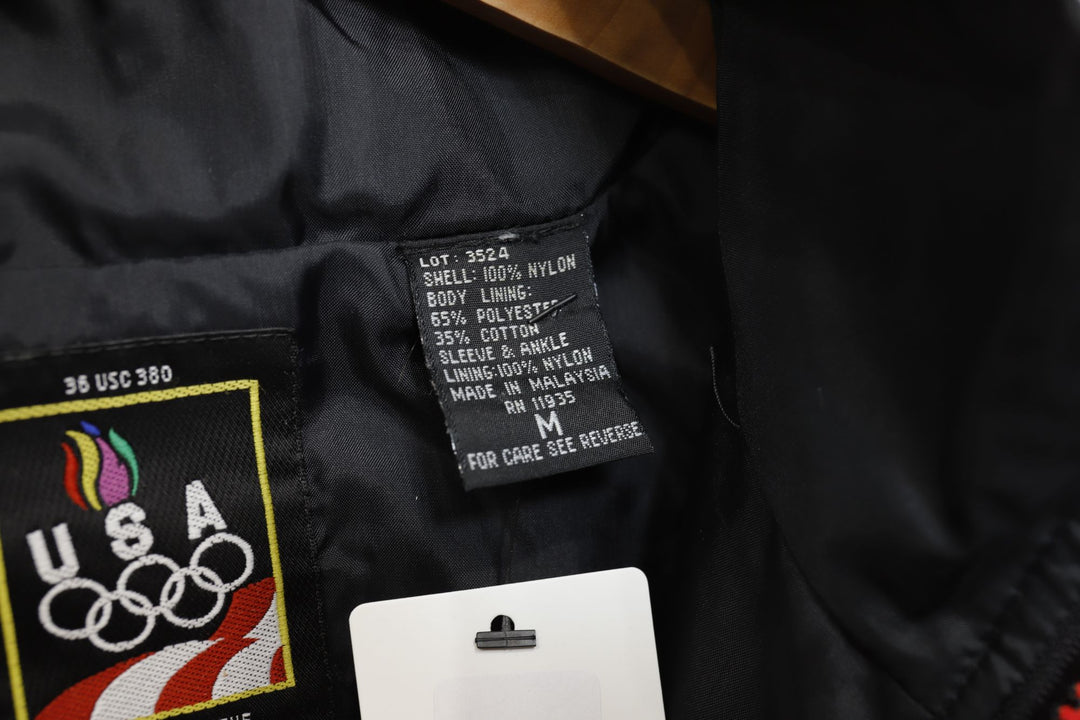 LOT: 3524
SHELL: 100% NYLON
BODY LINING:
65% POLYESTER
35% COTTON
SLEEVE & ANKLE
LINING:100% NYLON
MADE IN MALAYSIA
RN 11935
M
FOR CARE SEE REVERSE
36 USC 380
USA